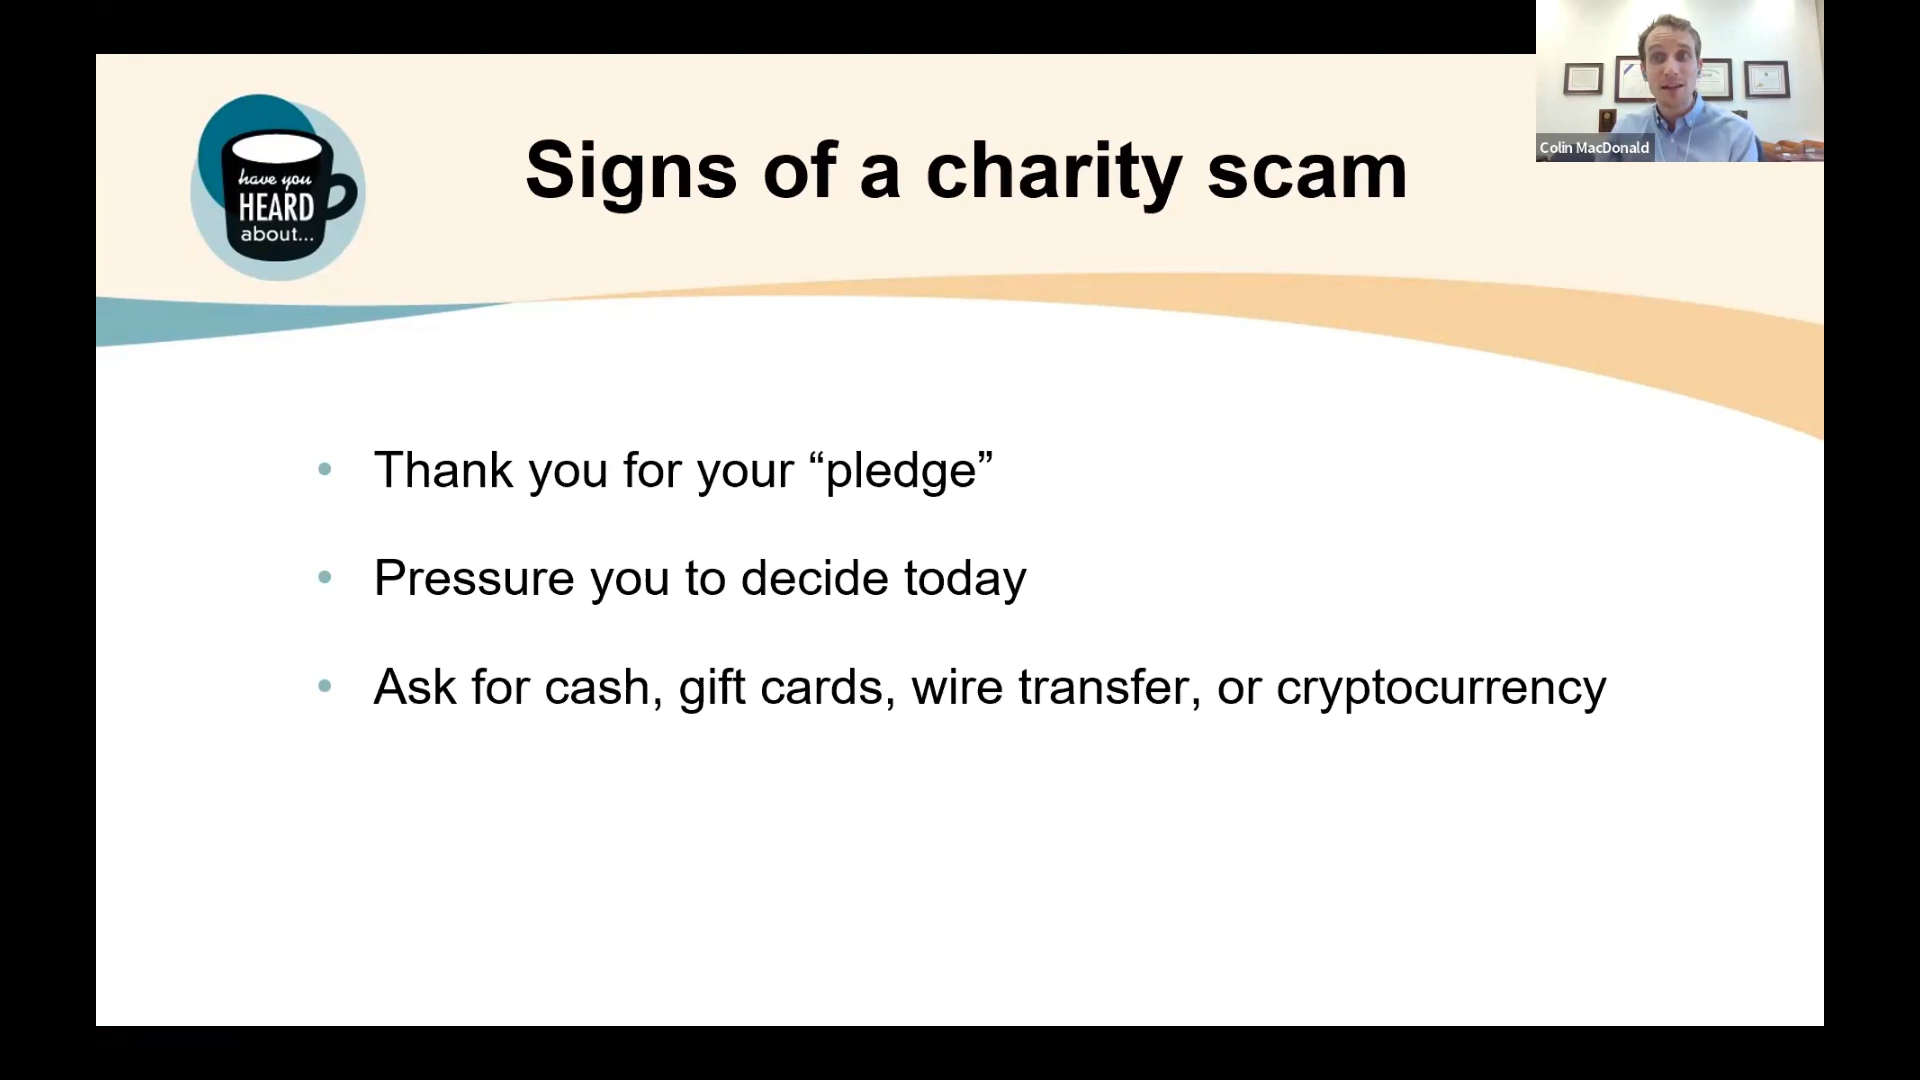 have you
HEARD
about...
Signs of a charity scam
Colin MacDonald
• Thank you for your “pledge”
• Pressure you to decide today
• Ask for cash, gift cards, wire transfer, or cryptocurrency